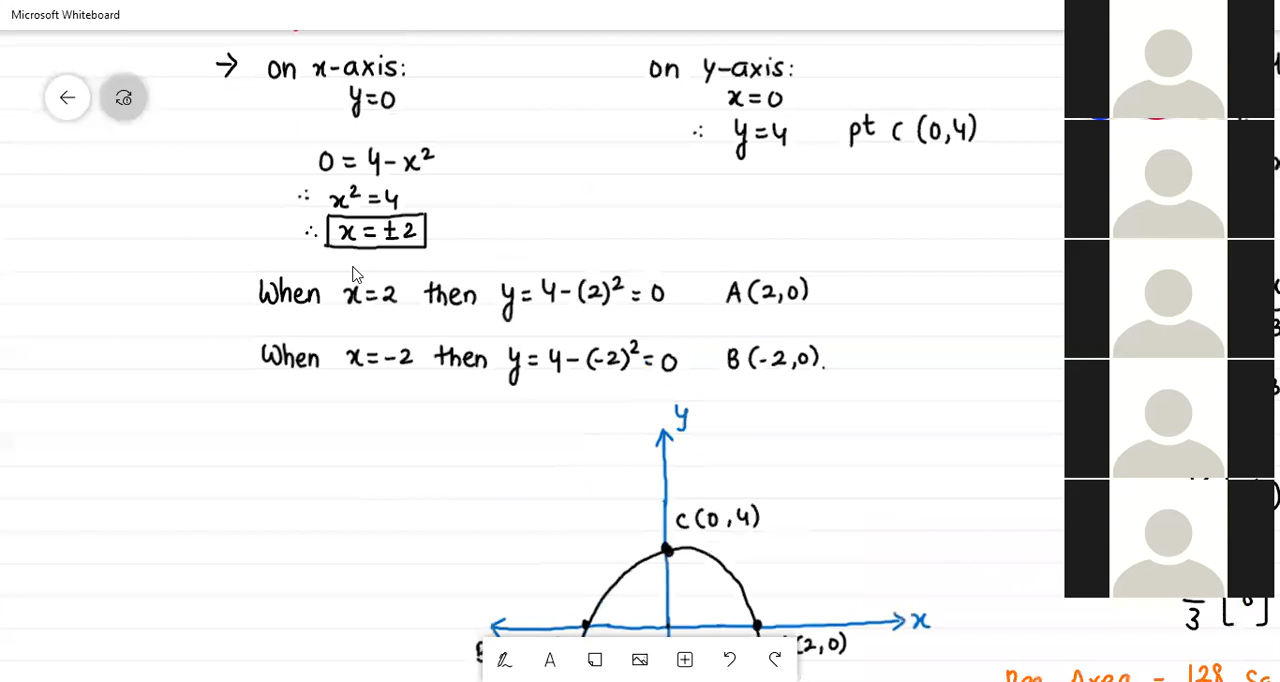 Microsoft Whiteboard
→ On x-axis:
y=0
0 = 4-x²
∴ x² = 4
∴ x = ±2
On y-axis:
x=0
∴ y=4 pt C (0,4)
When x=2 then y= 4-(2)² = 0 A(2,0)
When x=-2 then y= 4-(-2)² = 0 B(-2,0).
y
C(0,4)
x
(2,0)
3
128